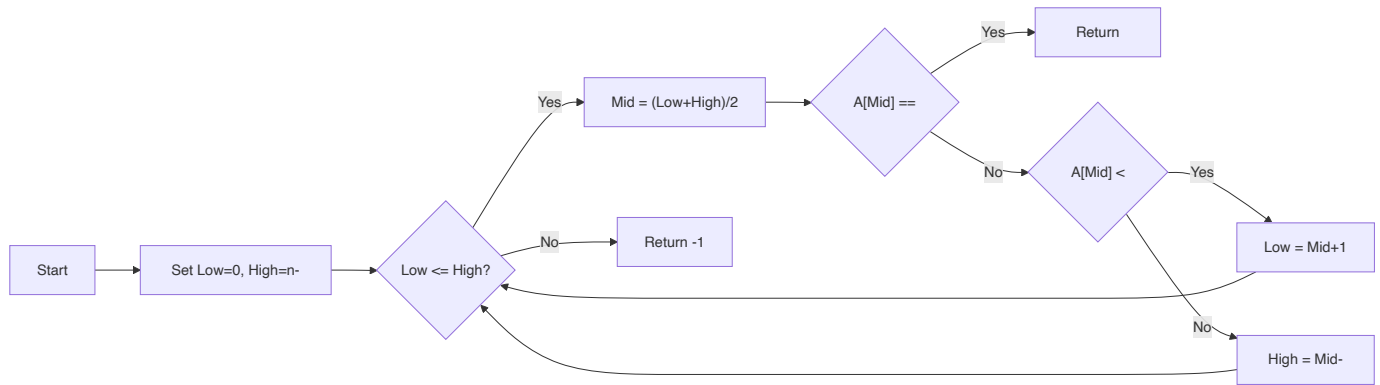 Start
Set Low=0, High=n-
Low <= High?
Yes
No
Mid = (Low+High)/2
Return -1
A[Mid] ==
Yes
No
Return
A[Mid] <
Yes
No
Low = Mid+1
High = Mid-